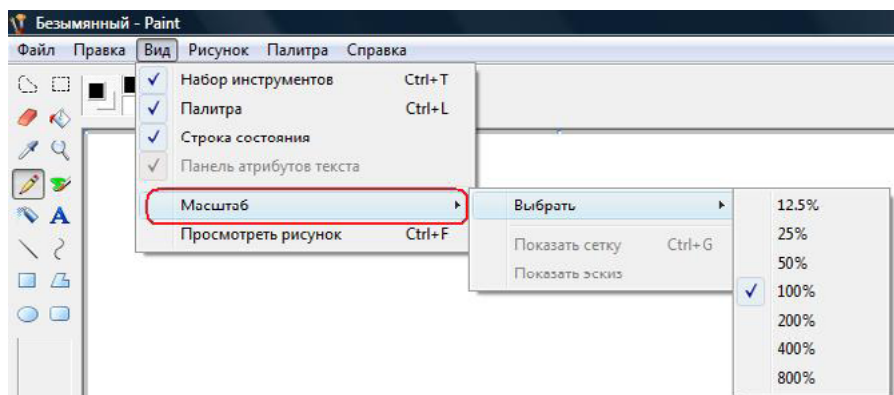 Безымянный - Paint
Файл Правка Вид Рисунок Палитра Справка
Набор инструментов Ctrl+T
Палитра Ctrl+L
Строка состояния
Панель атрибутов текста
Масштаб
Просмотреть рисунок Ctrl+F
Выбрать
Показать сетку Ctrl+G
Показать эскиз
12.5%
25%
50%
100%
200%
400%
800%
A